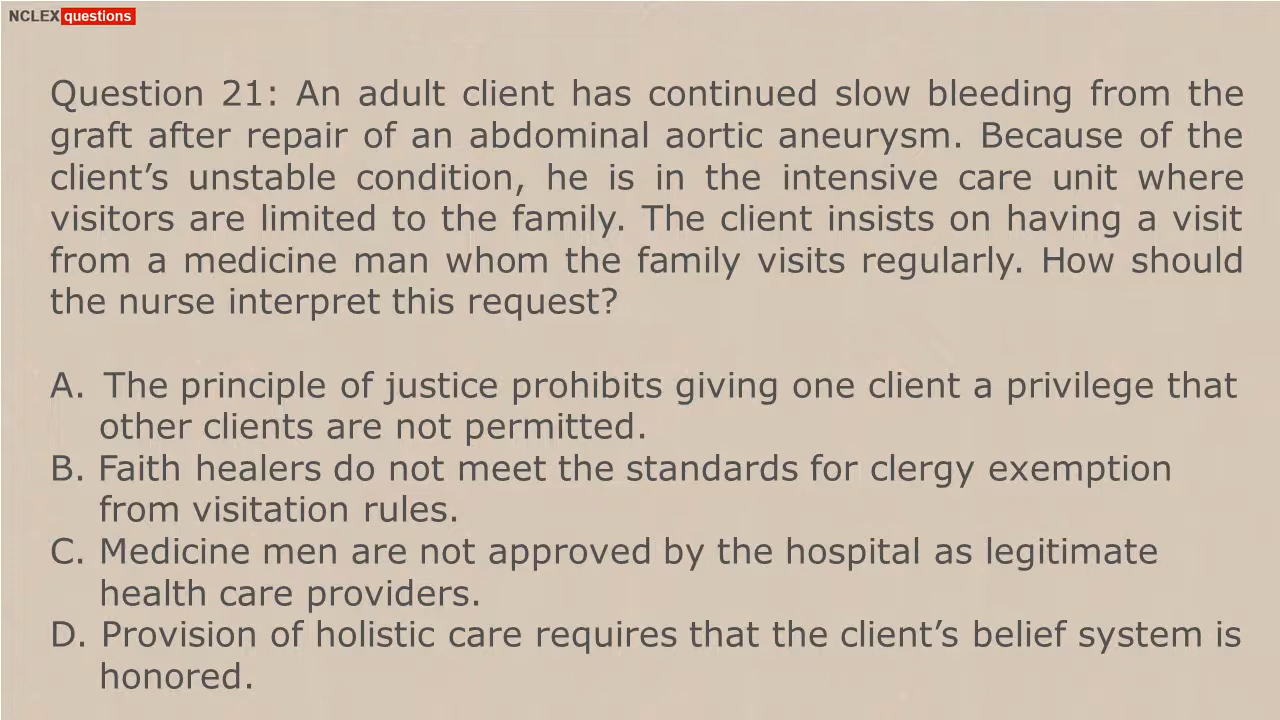 NCLEX questions
Question 21: An adult client has continued slow bleeding from the
graft after repair of an abdominal aortic aneurysm. Because of the
client’s unstable condition, he is in the intensive care unit where
visitors are limited to the family. The client insists on having a visit
from a medicine man whom the family visits regularly. How should
the nurse interpret this request?
A. The principle of justice prohibits giving one client a privilege that
other clients are not permitted.
B. Faith healers do not meet the standards for clergy exemption
from visitation rules.
C. Medicine men are not approved by the hospital as legitimate
health care providers.
D. Provision of holistic care requires that the client’s belief system is
honored.